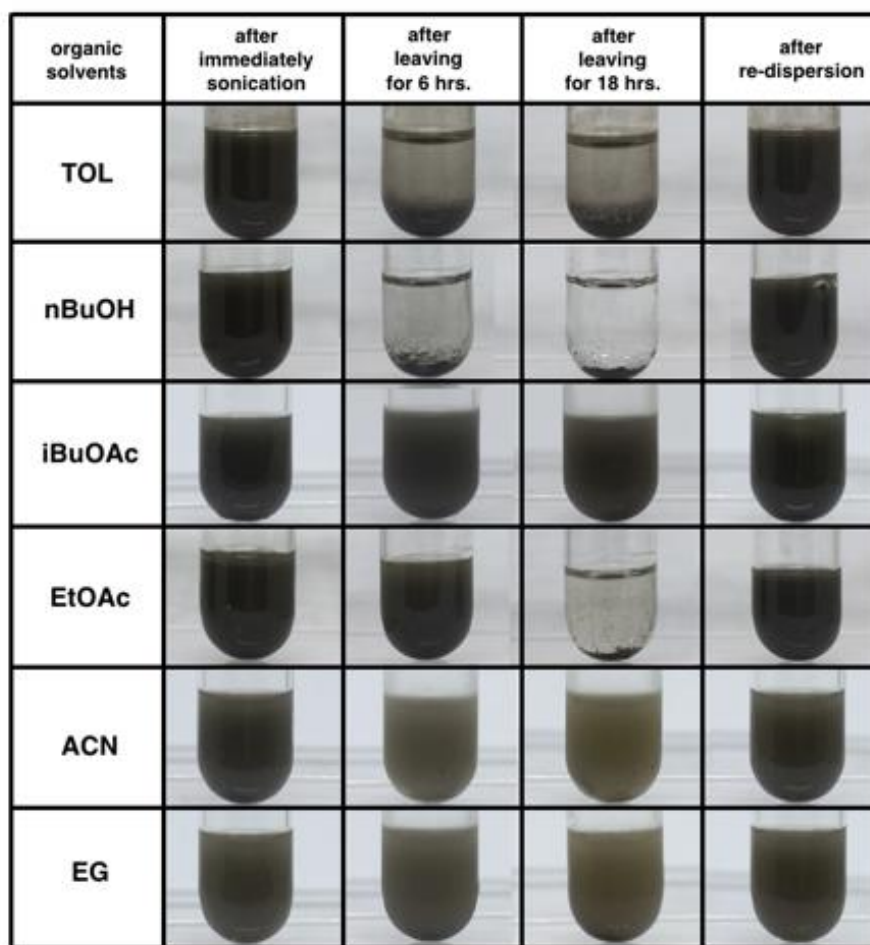 organic
solvents
after
immediately
sonication
after
leaving
for 6 hrs.
after
leaving
for 18 hrs.
after
re-dispersion
TOL
nBuOH
iBuOAc
EtOAc
ACN
EG